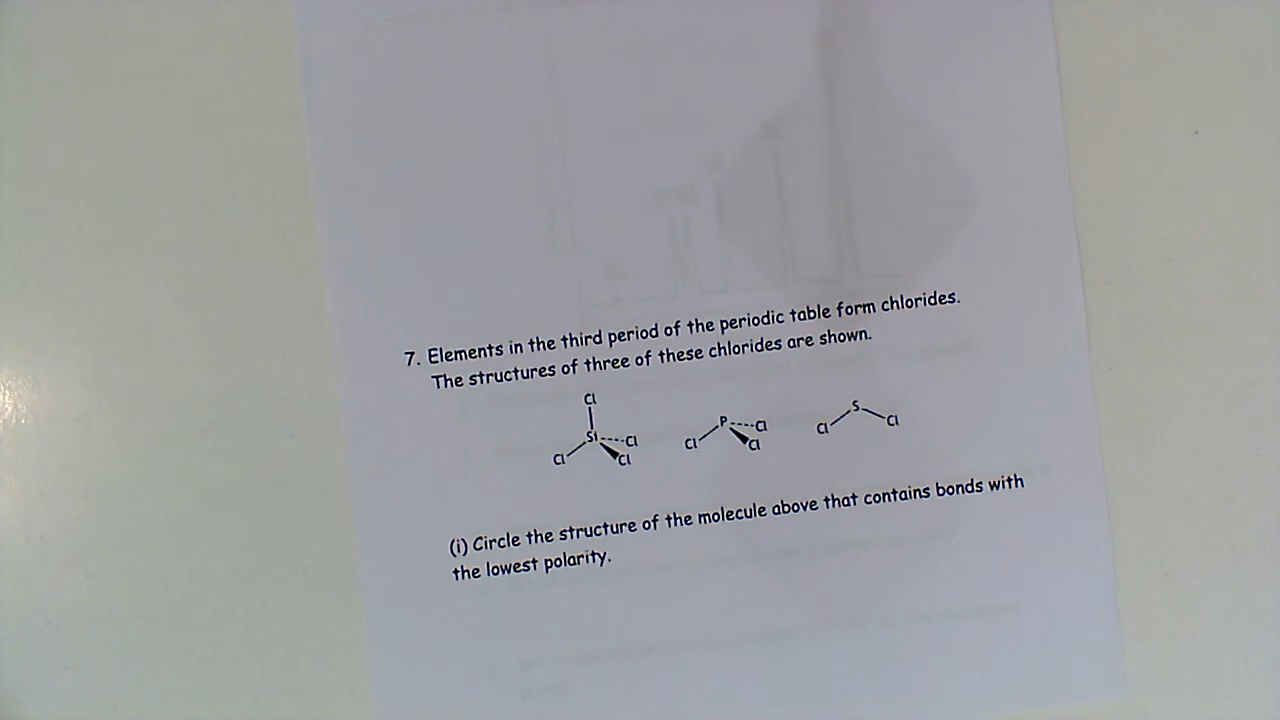 7. Elements in the third period of the periodic table form chlorides.
The structures of three of these chlorides are shown.
Cl
Si Cl
Cl Cl
P Cl
Cl Cl
S
Cl Cl
(i) Circle the structure of the molecule above that contains bonds with
the lowest polarity.